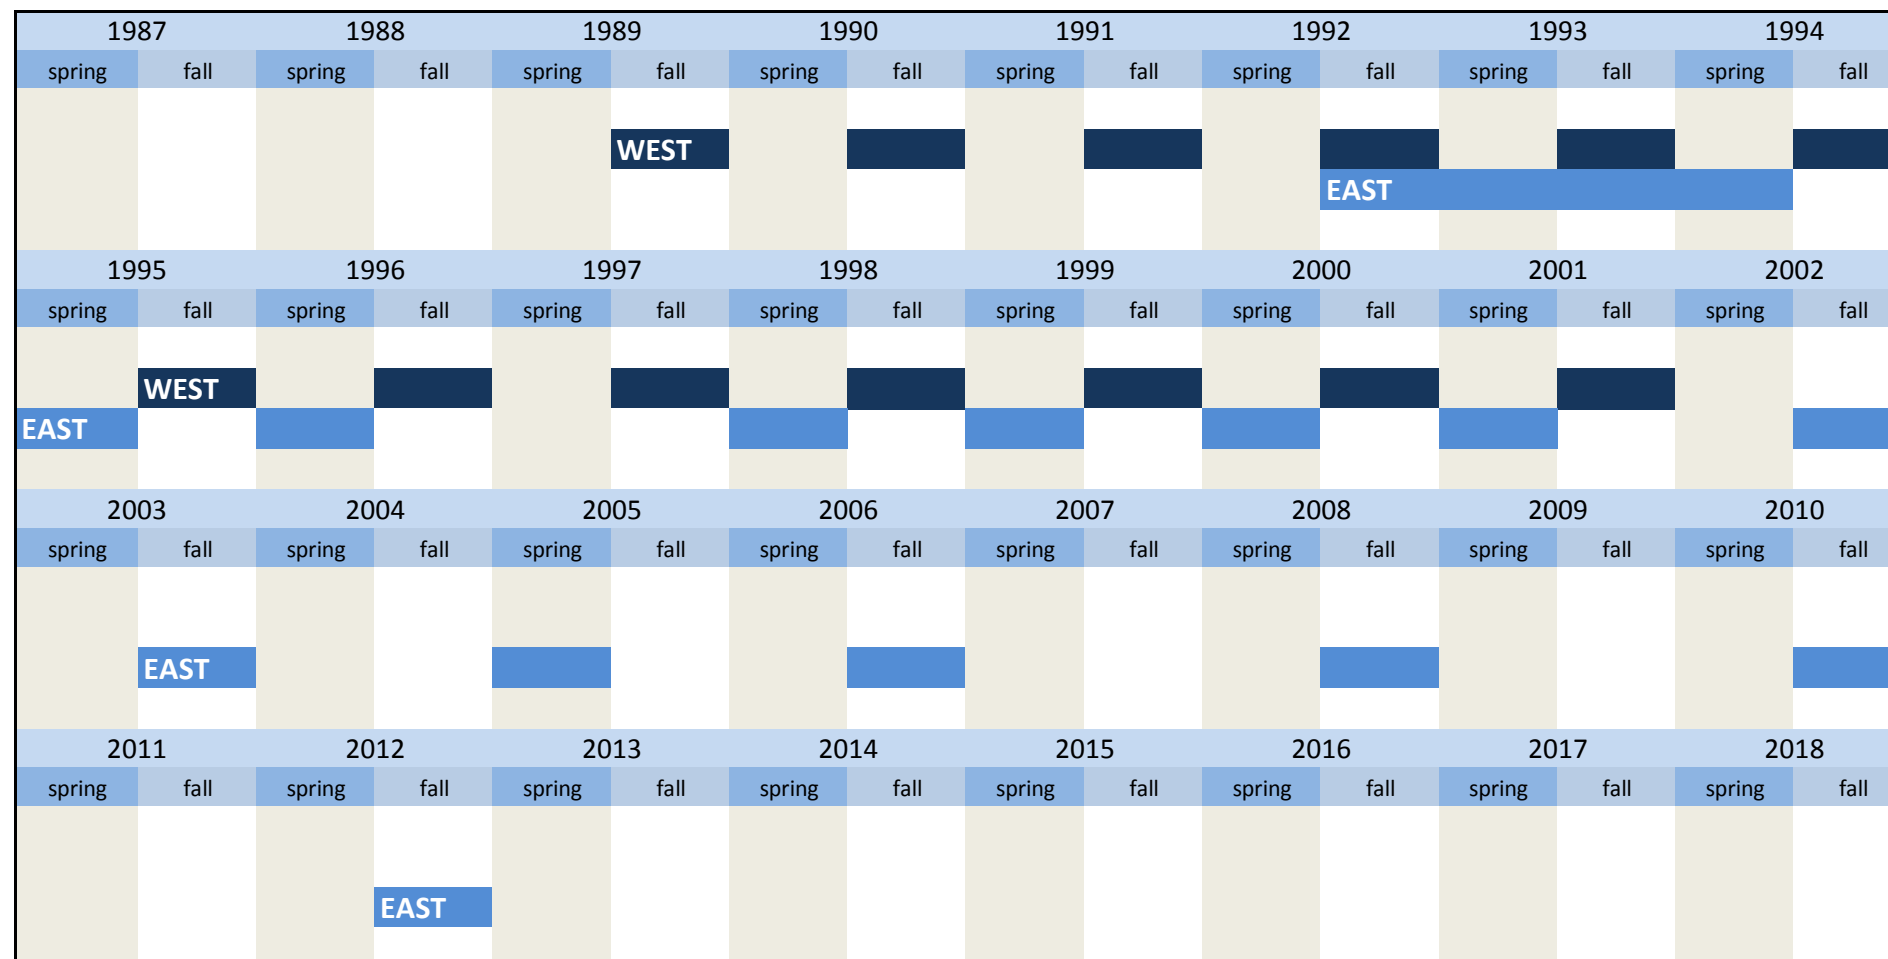 1987 1988 1989 1990 1991 1992 1993 1994
spring fall spring fall spring fall spring fall spring fall spring fall spring fall spring fall
WEST
EAST
1995 1996 1997 1998 1999 2000 2001 2002
spring fall spring fall spring fall spring fall spring fall spring fall spring fall spring fall
WEST
EAST
2003 2004 2005 2006 2007 2008 2009 2010
spring fall spring fall spring fall spring fall spring fall spring fall spring fall spring fall
EAST
2011 2012 2013 2014 2015 2016 2017 2018
spring fall spring fall spring fall spring fall spring fall spring fall spring fall spring fall
EAST